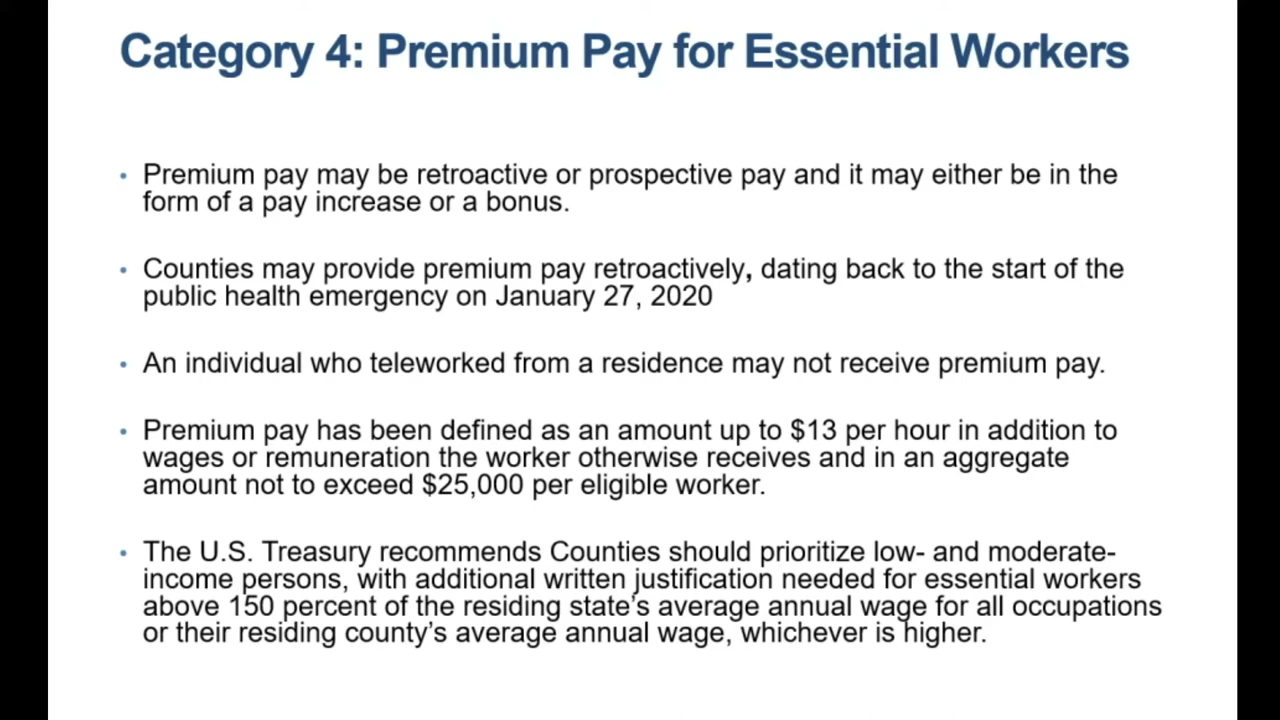 Category 4: Premium Pay for Essential Workers
• Premium pay may be retroactive or prospective pay and it may either be in the
form of a pay increase or a bonus.
• Counties may provide premium pay retroactively, dating back to the start of the
public health emergency on January 27, 2020
• An individual who teleworked from a residence may not receive premium pay.
• Premium pay has been defined as an amount up to $13 per hour in addition to
wages or remuneration the worker otherwise receives and in an aggregate
amount not to exceed $25,000 per eligible worker.
• The U.S. Treasury recommends Counties should prioritize low- and moderate-
income persons, with additional written justification needed for essential workers
above 150 percent of the residing state’s average annual wage for all occupations
or their residing county’s average annual wage, whichever is higher.